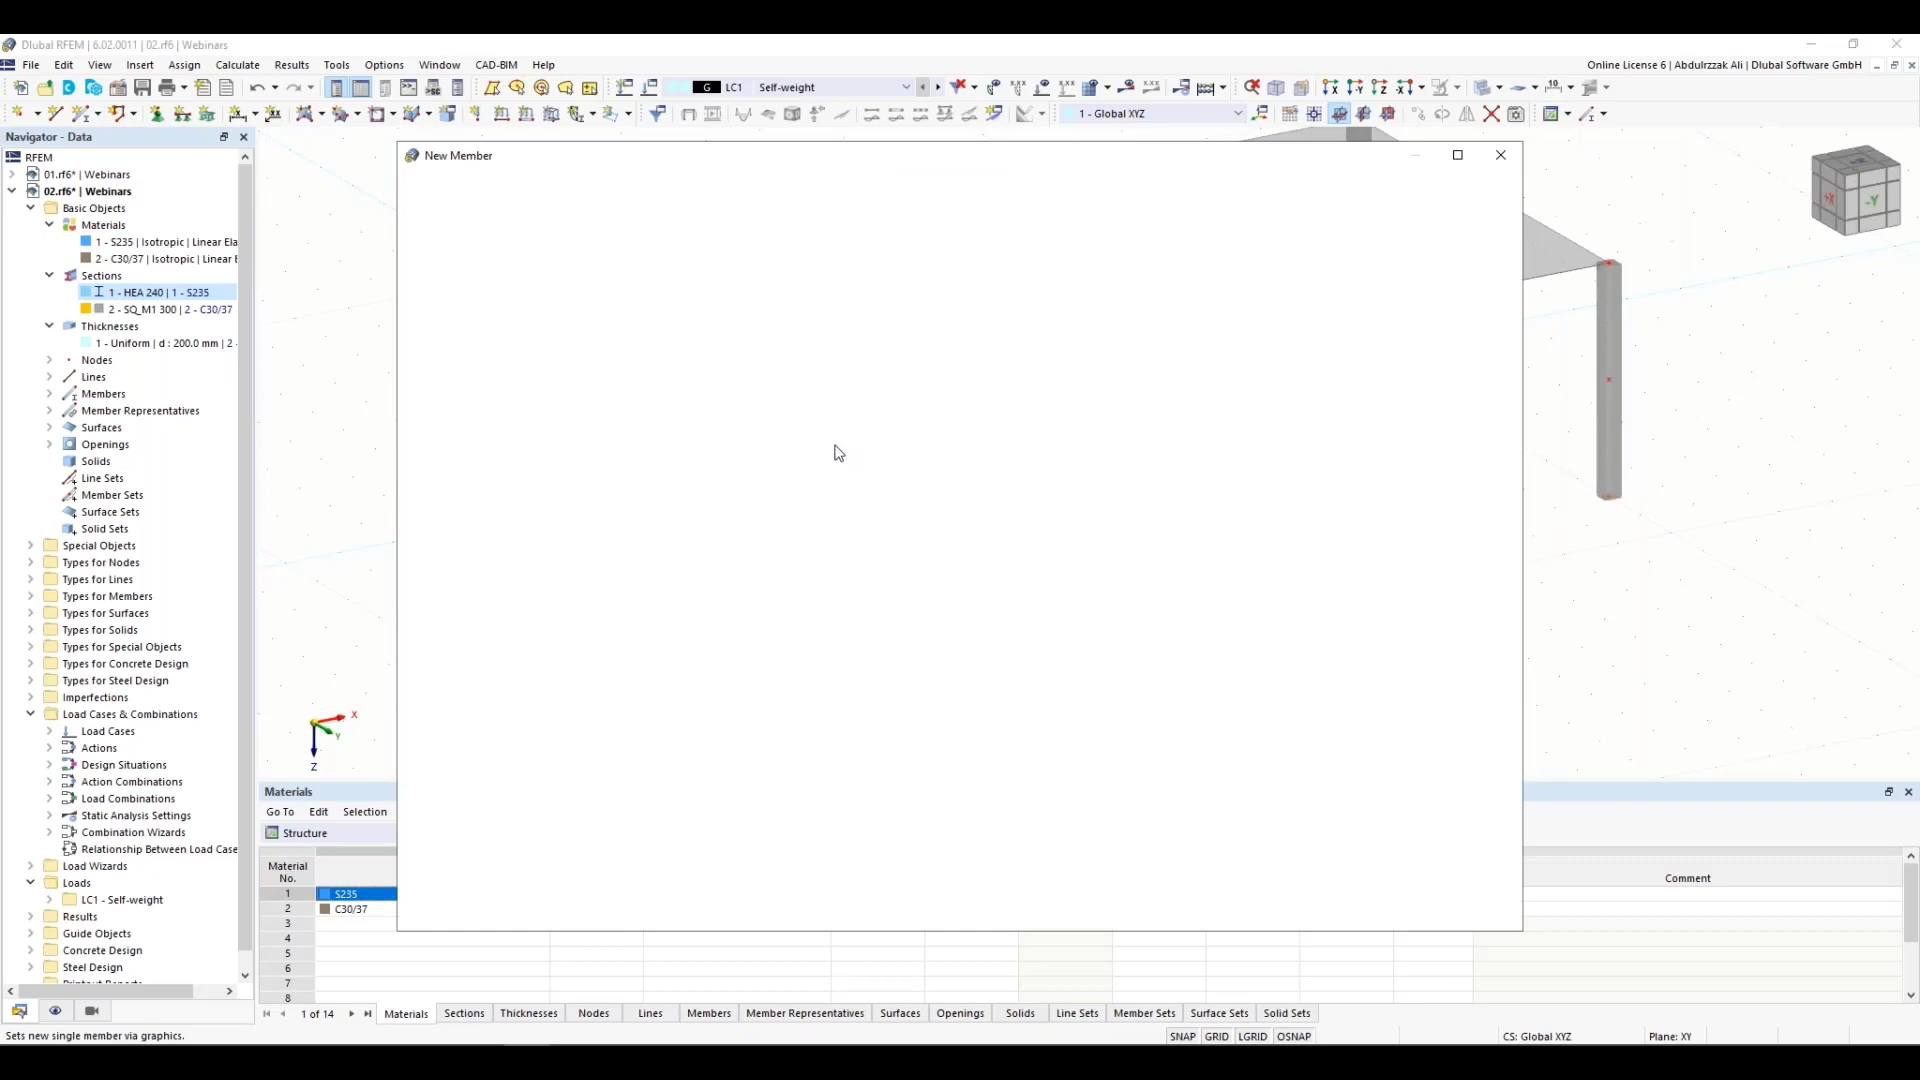 Dlubal RFEM | 6.02.0011 | 02.rf6 | Webinars
File Edit View Insert Assign Calculate Results Tools Options Window CAD-BIM Help
Online License 6 | Abdulrzzak Ali | Dlubal Software GmbH
G LC1 Self-weight
1 - Global XYZ
Navigator - Data
New Member
RFEM
01.rf6* | Webinars
02.rf6* | Webinars
Basic Objects
Materials
1 - S235 | Isotropic | Linear Ela
2 - C30/37 | Isotropic | Linear E
Sections
1 - HEA 240 | 1 - S235
2 - SQ_M1 300 | 2 - C30/37
Thicknesses
1 - Uniform | d : 200.0 mm | 2 -
Nodes
Lines
Members
Member Representatives
Surfaces
Openings
Solids
Line Sets
Member Sets
Surface Sets
Solid Sets
Special Objects
Types for Nodes
Types for Lines
Types for Members
Types for Surfaces
Types for Solids
Types for Special Objects
Types for Concrete Design
Types for Steel Design
Imperfections
Load Cases & Combinations
Load Cases
Actions
Design Situations
Action Combinations
Load Combinations
Static Analysis Settings
Combination Wizards
Relationship Between Load Case
Load Wizards
Loads
LC1 - Self-weight
Results
Guide Objects
Concrete Design
Steel Design
+X -Y
X
Y
Z
Materials
Go To Edit Selection
Structure
Material
No.
Comment
1 S235
2 C30/37
3
4
5
6
7
8
1 of 14 Materials Sections Thicknesses Nodes Lines Members Member Representatives Surfaces Openings Solids Line Sets Member Sets Surface Sets Solid Sets
Sets new single member via graphics.
SNAP GRID LGRID OSNAP CS: Global XYZ Plane: XY